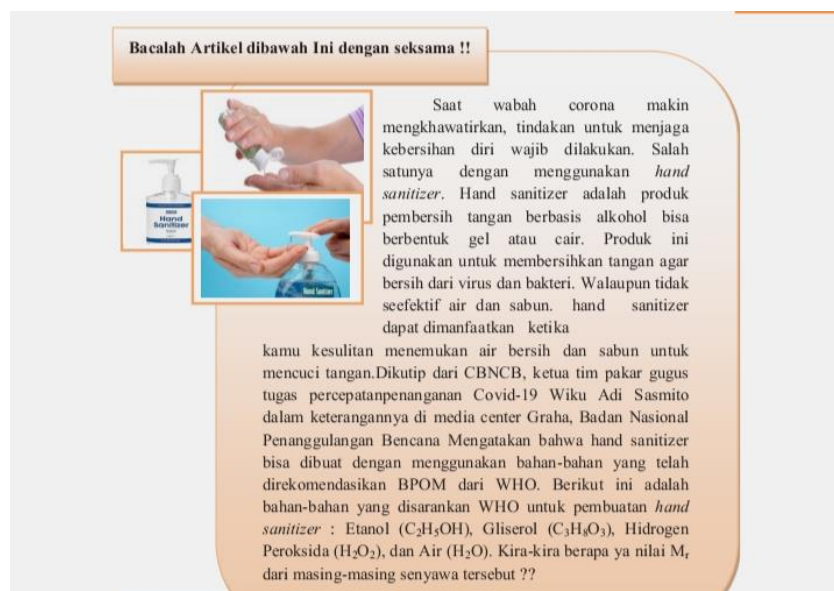 Bacalah Artikel dibawah Ini dengan seksama !!
Saat wabah corona makin
mengkhawatirkan, tindakan untuk menjaga
kebersihan diri wajib dilakukan. Salah
satunya dengan menggunakan hand
sanitizer. Hand sanitizer adalah produk
pembersih tangan berbasis alkohol bisa
berbentuk gel atau cair. Produk ini
digunakan untuk membersihkan tangan agar
bersih dari virus dan bakteri. Walaupun tidak
seefektif air dan sabun. hand sanitizer
dapat dimanfaatkan ketika
kamu kesulitan menemukan air bersih dan sabun untuk
mencuci tangan.Dikutip dari CBNCB, ketua tim pakar gugus
tugas percepatanpenanganan Covid-19 Wiku Adi Sasmito
dalam keterangannya di media center Graha, Badan Nasional
Penanggulangan Bencana Mengatakan bahwa hand sanitizer
bisa dibuat dengan menggunakan bahan-bahan yang telah
direkomendasikan BPOM dari WHO. Berikut ini adalah
bahan-bahan yang disarankan WHO untuk pembuatan hand
sanitizer : Etanol (C₂H₅OH), Gliserol (C₃H₈O₃), Hidrogen
Peroksida (H₂O₂), dan Air (H₂O). Kira-kira berapa ya nilai Mᵣ
dari masing-masing senyawa tersebut ??
Hand
Sanitizer
Hand Sanitizer